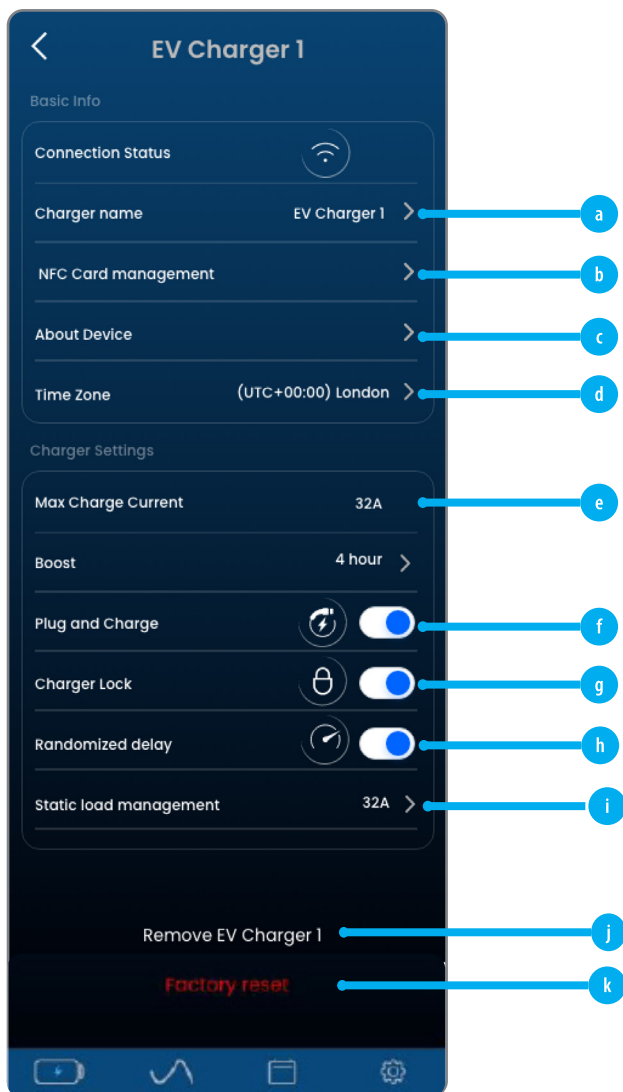 EV Charger 1
Basic Info
Connection Status
Charger name EV Charger 1 a
NFC Card management b
About Device c
Time Zone (UTC+00:00) London d
Charger Settings
Max Charge Current 32A e
Boost 4 hour
Plug and Charge f
Charger Lock g
Randomized delay h
Static load management 32A i
Remove EV Charger 1 j
Factory reset k